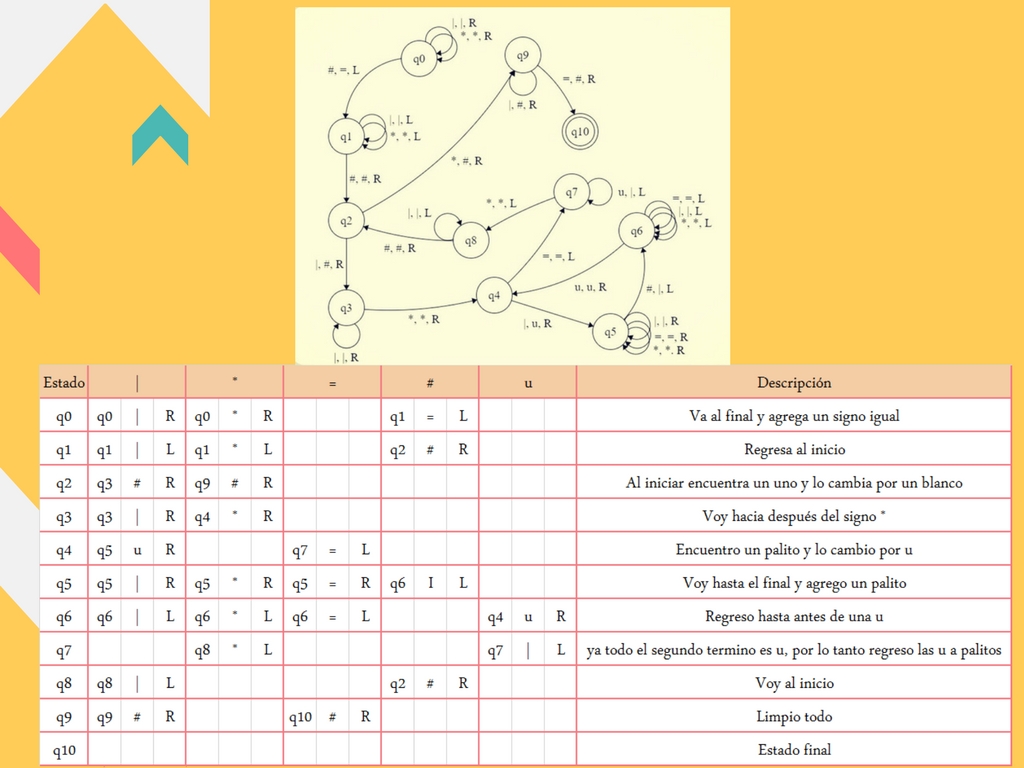 |, |, R
*, *, R
q0
q9
#, =, L
=, #, R
|, #, R
|, |, L
*, *, L
q1
q10
*, #, R
#, #, R
q7
u, |, L
*, *, L
=, =, L
|, |, L
*, *, L
|, |, L
q2
q8
q6
#, #, R
=, =, L
|, #, R
u, u, R
#, |, L
q4
q3
*, *, R
|, u, R
q5
|, |, R
=, =, R
*, *. R
|, |, R
Estado | * = # u Descripción
q0 q0 | R q0 * R q1 = L Va al final y agrega un signo igual
q1 q1 | L q1 * L q2 # R Regresa al inicio
q2 q3 # R q9 # R Al iniciar encuentra un uno y lo cambia por un blanco
q3 q3 | R q4 * R Voy hacia después del signo *
q4 q5 u R q7 = L Encuentro un palito y lo cambio por u
q5 q5 | R q5 * R q5 = R q6 I L Voy hasta el final y agrego un palito
q6 q6 | L q6 * L q6 = L q4 u R Regreso hasta antes de una u
q7 q8 * L q7 | L ya todo el segundo termino es u, por lo tanto regreso las u a palitos
q8 q8 | L q2 # R Voy al inicio
q9 q9 # R q10 # R Limpio todo
q10 Estado final